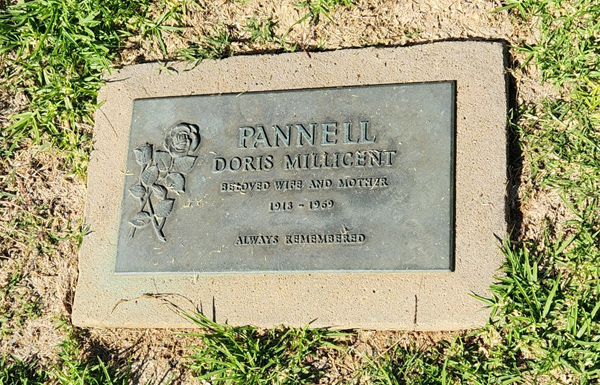 PANNELL
DORIS MILLICENT
BELOVED WIFE AND MOTHER
1913 - 1969
ALWAYS REMEMBERED